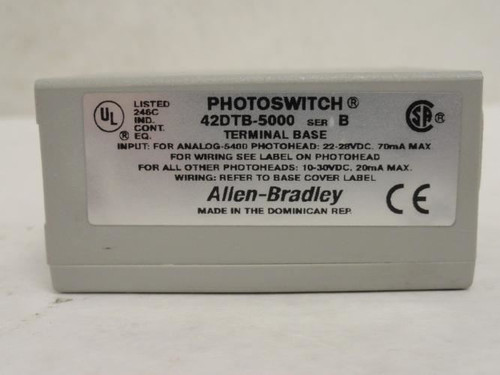 UL
LISTED
246C
IND.
CONT.
® EQ.
PHOTOSWITCH®
42DTB-5000 SER B
TERMINAL BASE
SA ®
INPUT: FOR ANALOG-5400 PHOTOHEAD: 22-28VDC, 70mA MAX
FOR WIRING SEE LABEL ON PHOTOHEAD
FOR ALL OTHER PHOTOHEADS: 10-30VDC, 20mA MAX.
WIRING: REFER TO BASE COVER LABEL
Allen-Bradley
MADE IN THE DOMINICAN REP.
CE